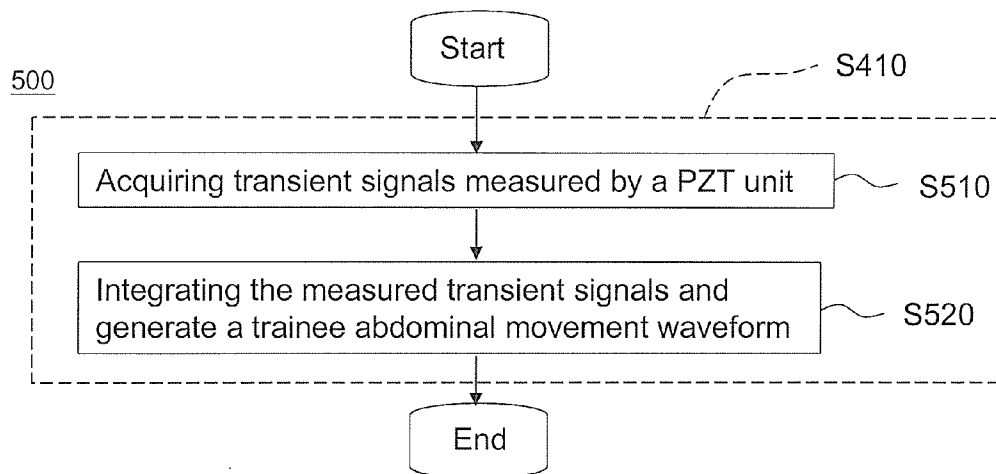 Start
500
S410
Acquiring transient signals measured by a PZT unit
S510
Integrating the measured transient signals and
generate a trainee abdominal movement waveform
S520
End